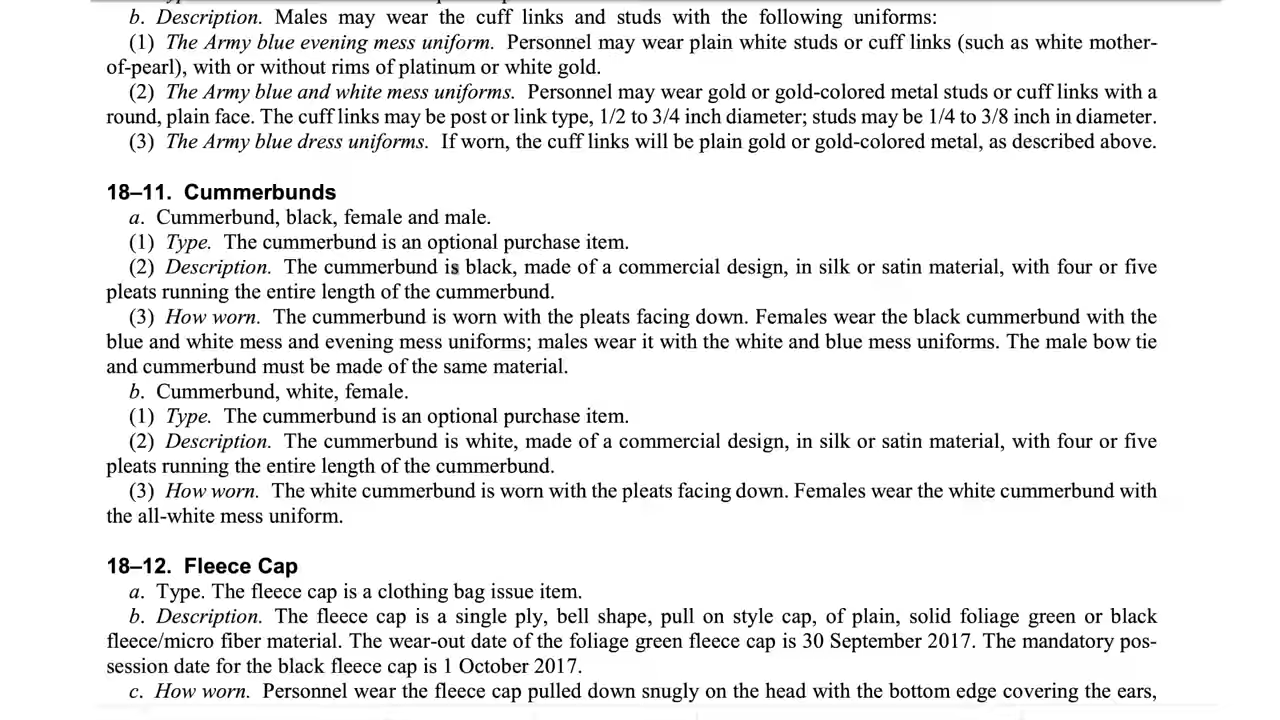 b. Description. Males may wear the cuff links and studs with the following uniforms:
(1) The Army blue evening mess uniform. Personnel may wear plain white studs or cuff links (such as white mother-
of-pearl), with or without rims of platinum or white gold.
(2) The Army blue and white mess uniforms. Personnel may wear gold or gold-colored metal studs or cuff links with a
round, plain face. The cuff links may be post or link type, 1/2 to 3/4 inch diameter; studs may be 1/4 to 3/8 inch in diameter.
(3) The Army blue dress uniforms. If worn, the cuff links will be plain gold or gold-colored metal, as described above.
18–11. Cummerbunds
a. Cummerbund, black, female and male.
(1) Type. The cummerbund is an optional purchase item.
(2) Description. The cummerbund is black, made of a commercial design, in silk or satin material, with four or five
pleats running the entire length of the cummerbund.
(3) How worn. The cummerbund is worn with the pleats facing down. Females wear the black cummerbund with the
blue and white mess and evening mess uniforms; males wear it with the white and blue mess uniforms. The male bow tie
and cummerbund must be made of the same material.
b. Cummerbund, white, female.
(1) Type. The cummerbund is an optional purchase item.
(2) Description. The cummerbund is white, made of a commercial design, in silk or satin material, with four or five
pleats running the entire length of the cummerbund.
(3) How worn. The white cummerbund is worn with the pleats facing down. Females wear the white cummerbund with
the all-white mess uniform.
18–12. Fleece Cap
a. Type. The fleece cap is a clothing bag issue item.
b. Description. The fleece cap is a single ply, bell shape, pull on style cap, of plain, solid foliage green or black
fleece/micro fiber material. The wear-out date of the foliage green fleece cap is 30 September 2017. The mandatory pos-
session date for the black fleece cap is 1 October 2017.
c. How worn. Personnel wear the fleece cap pulled down snugly on the head with the bottom edge covering the ears,